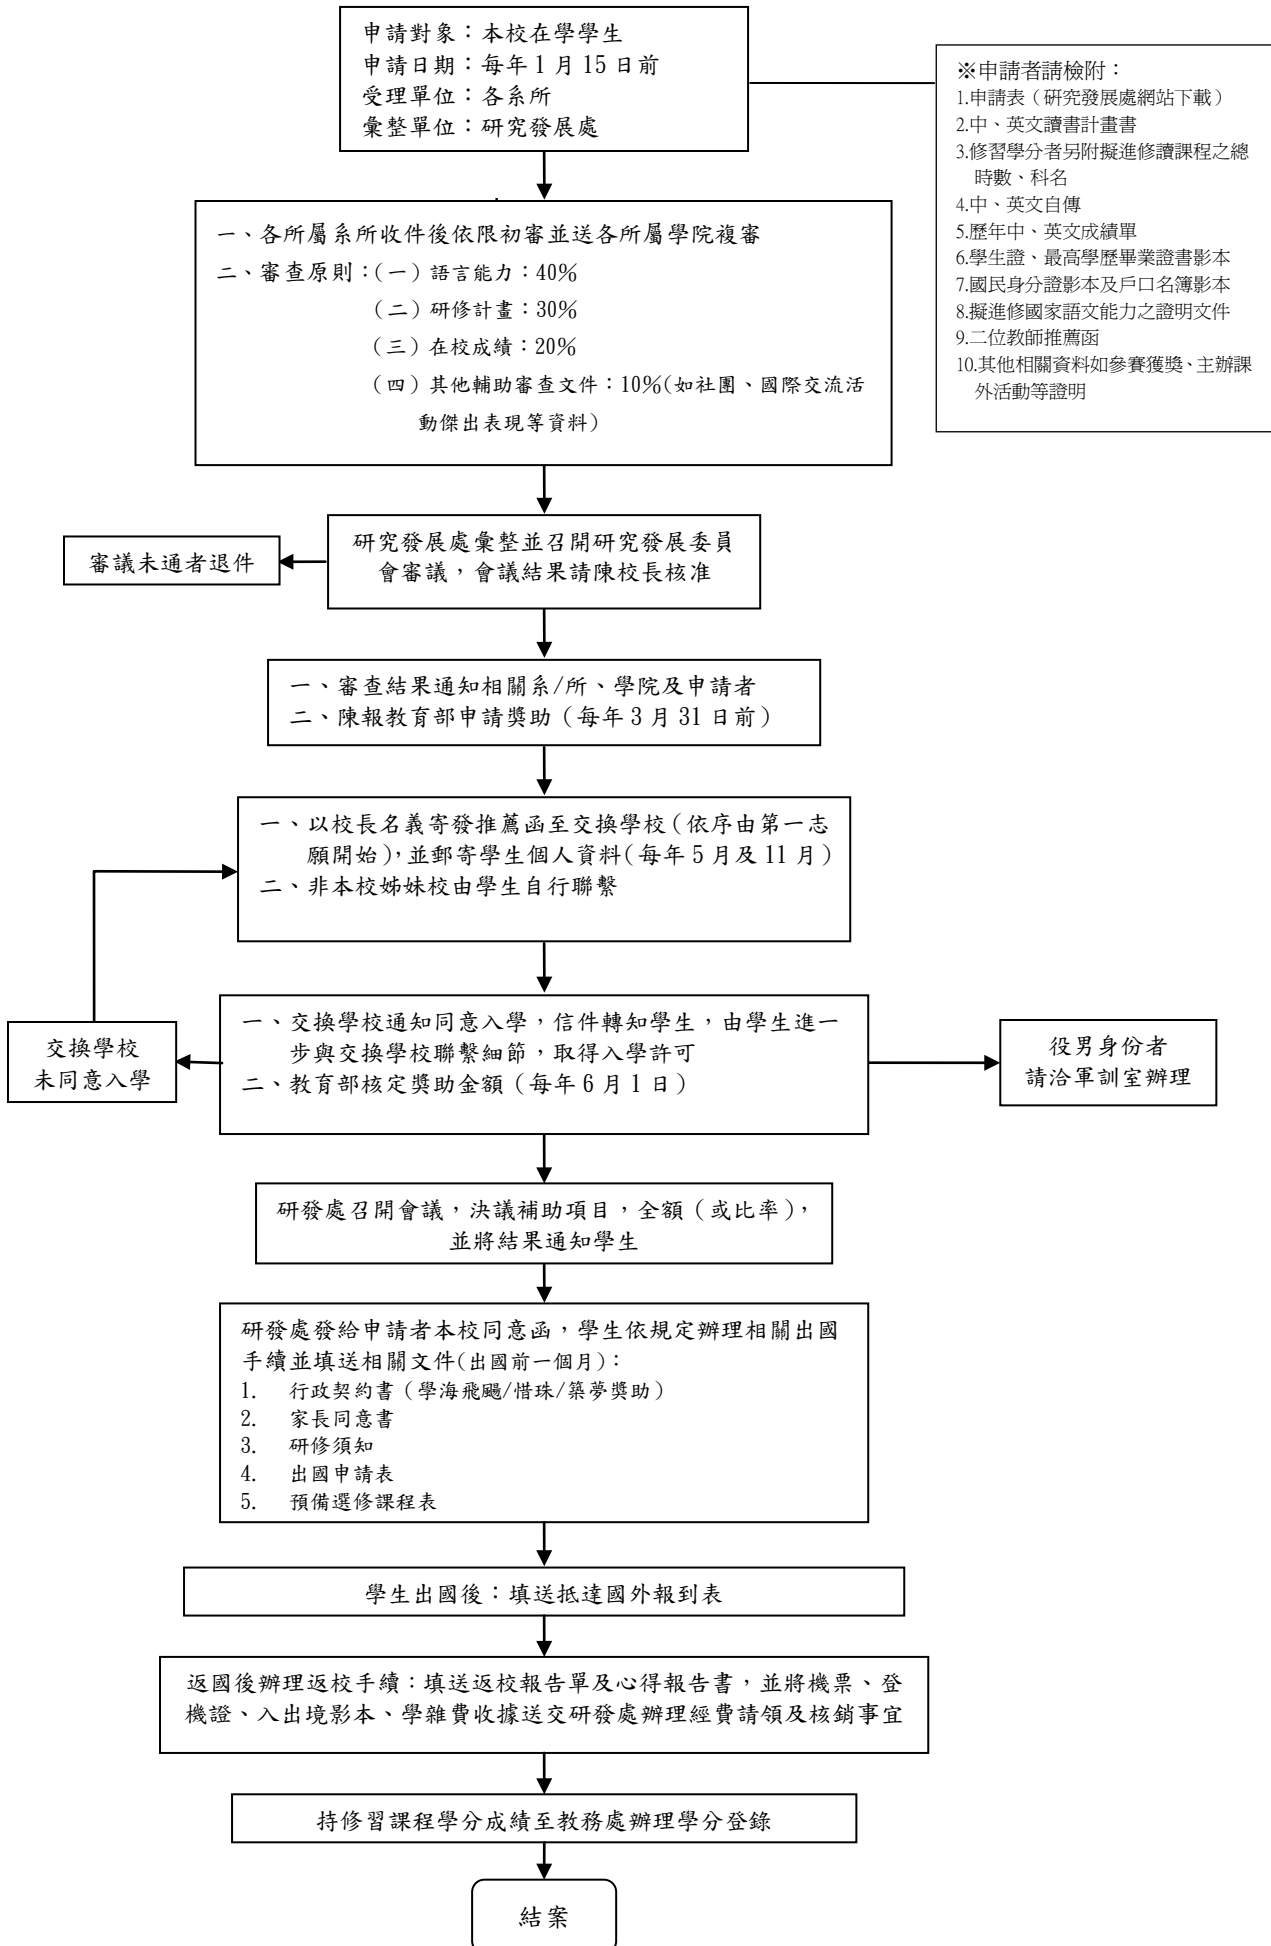 申請對象：本校在學學生
申請日期：每年 1 月 15 日前
受理單位：各系所
彙整單位：研究發展處
※申請者請檢附：
1.申請表（研究發展處網站下載）
2.中、英文讀書計畫書
3.修習學分者另附擬進修讀課程之總
時數、科名
4.中、英文自傳
5.歷年中、英文成績單
6.學生證、最高學歷畢業證書影本
7.國民身分證影本及戶口名簿影本
8.擬進修國家語文能力之證明文件
9.二位教師推薦函
10.其他相關資料如參賽獲獎、主辦課
外活動等證明
一、各所屬系所收件後依限初審並送各所屬學院複審
二、審查原則：(一）語言能力：40%
（二）研修計畫：30%
（三）在校成績：20%
（四）其他輔助審查文件：10%(如社團、國際交流活
動傑出表現等資料)
研究發展處彙整並召開研究發展委員
會審議，會議結果請陳校長核准
審議未通者退件
一、審查結果通知相關系/所、學院及申請者
二、陳報教育部申請獎助（每年 3 月 31 日前）
一、以校長名義寄發推薦函至交換學校（依序由第一志
願開始），並郵寄學生個人資料（每年 5 月及 11 月）
二、非本校姊妹校由學生自行聯繫
交換學校
未同意入學
一、交換學校通知同意入學，信件轉知學生，由學生進一
步與交換學校聯繫細節，取得入學許可
二、教育部核定獎助金額（每年 6 月 1 日）
役男身份者
請洽軍訓室辦理
研發處召開會議，決議補助項目，全額（或比率），
並將結果通知學生
研發處發給申請者本校同意函，學生依規定辦理相關出國
手續並填送相關文件(出國前一個月)：
1. 行政契約書（學海飛颺/惜珠/築夢獎助）
2. 家長同意書
3. 研修須知
4. 出國申請表
5. 預備選修課程表
學生出國後：填送抵達國外報到表
返國後辦理返校手續：填送返校報告單及心得報告書，並將機票、登
機證、入出境影本、學雜費收據送交研發處辦理經費請領及核銷事宜
持修習課程學分成績至教務處辦理學分登錄
結案